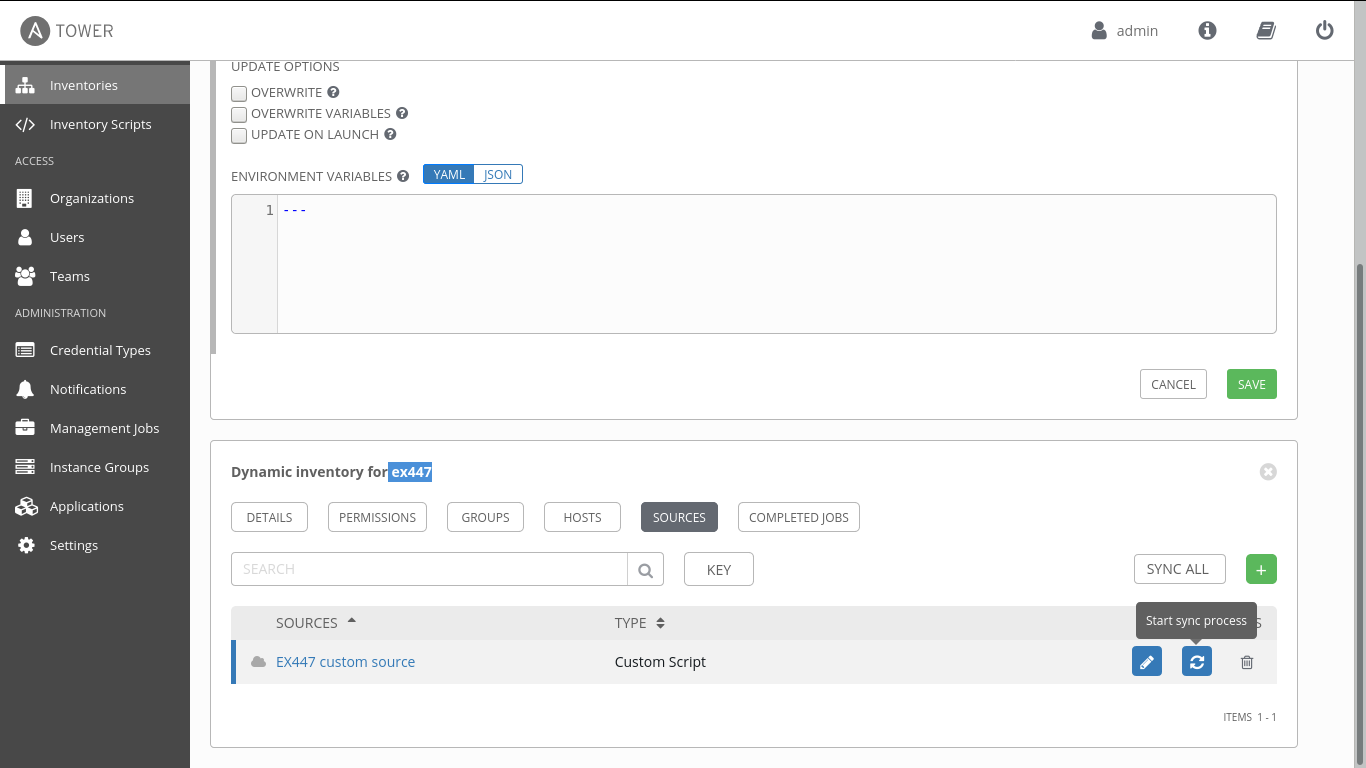 A TOWER
admin
Inventories
Inventory Scripts
ACCESS
Organizations
Users
Teams
ADMINISTRATION
Credential Types
Notifications
Management Jobs
Instance Groups
Applications
Settings
UPDATE OPTIONS
OVERWRITE ?
OVERWRITE VARIABLES ?
UPDATE ON LAUNCH ?
ENVIRONMENT VARIABLES ? YAML JSON
1 ---
CANCEL SAVE
Dynamic inventory for ex447
DETAILS PERMISSIONS GROUPS HOSTS SOURCES COMPLETED JOBS
SEARCH KEY SYNC ALL +
Start sync process
SOURCES TYPE
EX447 custom source Custom Script
ITEMS 1 - 1